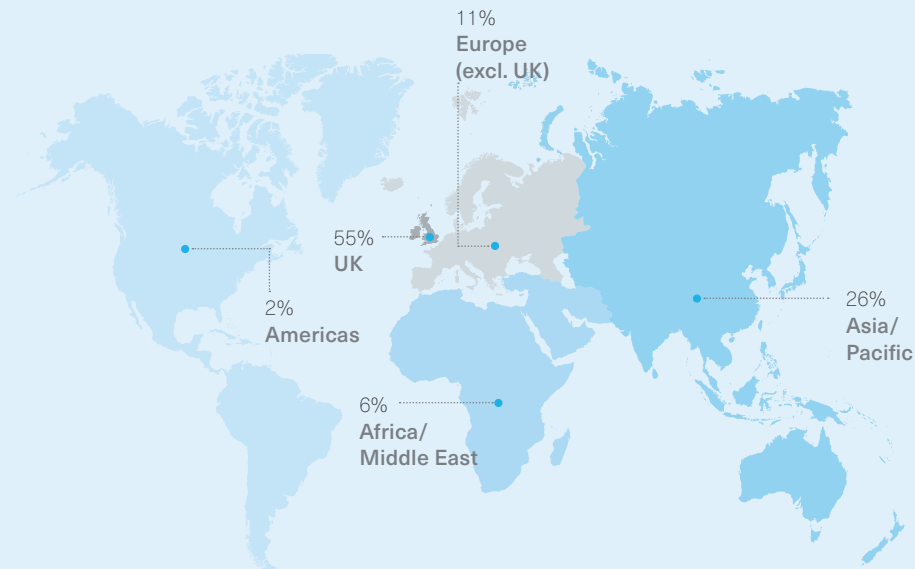 11%
Europe
(excl. UK)
55%
UK
2%
Americas
26%
Asia/
Pacific
6%
Africa/
Middle East